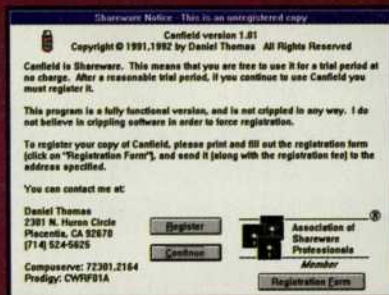 Shareware Notice - This is an unregistered copy
Canfield version 1.01
Copyright © 1991,1992 by Daniel Thomas All Rights Reserved
Canfield is Shareware. This means that you are free to use it for a trial period at
no charge. After a reasonable trial period, if you continue to use Canfield you
must register it.
This program is a fully functional version, and is not crippled in any way. I do
not believe in crippling software in order to force registration.
To register your copy of Canfield, please print and fill out the registration form
(click on "Registration Form"), and send it (along with the registration fee) to the
address specified.
You can contact me at:
Daniel Thomas
2301 N. Huron Circle
Placentia, CA 92670
(714) 524-5625
Compuserve: 72301,2164
Prodigy: CWRF01A
Register
Continue
®
Association of
Shareware
Professionals
Member
Registration Form